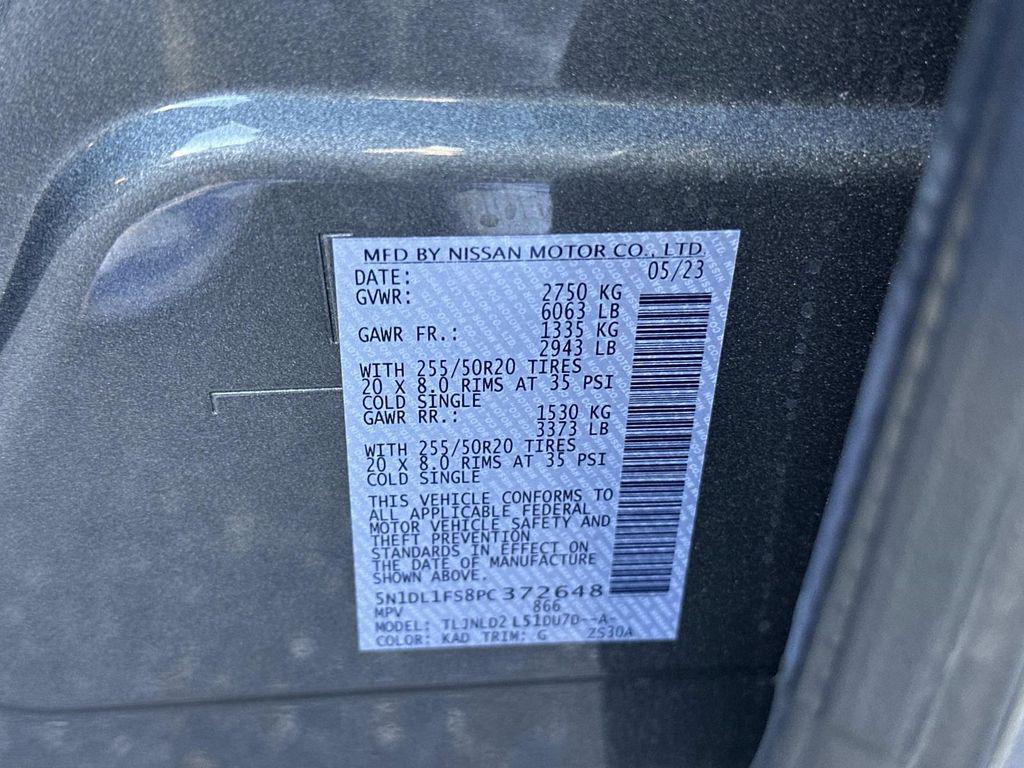 MFD BY NISSAN MOTOR CO., LTD.
DATE: 05/23
GVWR: 2750 KG
6063 LB
GAWR FR.: 1335 KG
2943 LB
WITH 255/50R20 TIRES
20 X 8.0 RIMS AT 35 PSI
COLD SINGLE
GAWR RR.: 1530 KG
3373 LB
WITH 255/50R20 TIRES
20 X 8.0 RIMS AT 35 PSI
COLD SINGLE
THIS VEHICLE CONFORMS TO
ALL APPLICABLE FEDERAL
MOTOR VEHICLE SAFETY AND
THEFT PREVENTION
STANDARDS IN EFFECT ON
THE DATE OF MANUFACTURE
SHOWN ABOVE.
5N1DL1FS8PC372648
MPV 866
MODEL: TLJNLD2 L51DU7D--A-
COLOR: KAD TRIM: G ZS30A